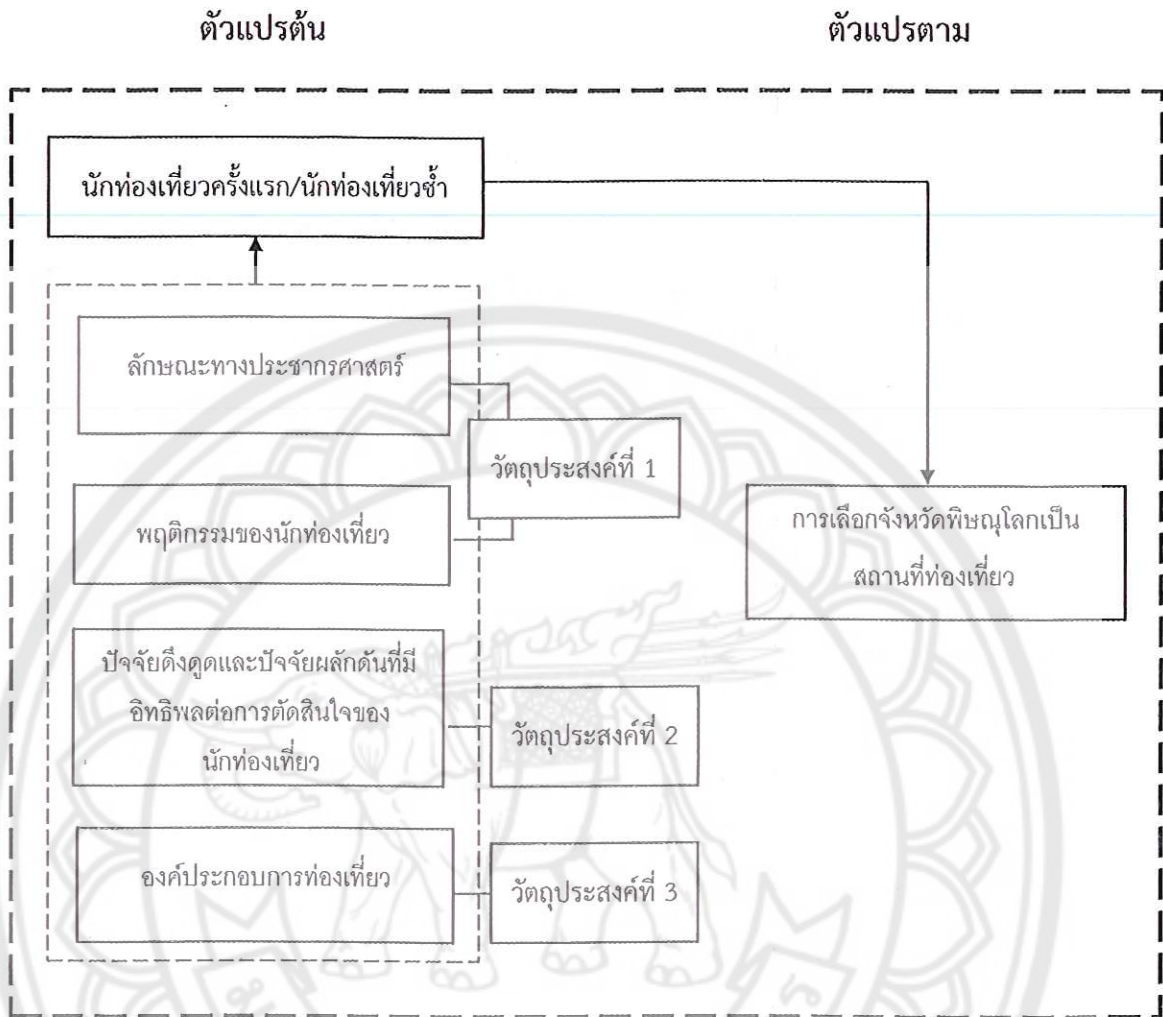 ตัวแปรต้น
ตัวแปรตาม
นักท่องเที่ยวครั้งแรก/นักท่องเที่ยวซ้ำ
ลักษณะทางประชากรศาสตร์
วัตถุประสงค์ที่ 1
พฤติกรรมของนักท่องเที่ยว
การเลือกจังหวัดพิษณุโลกเป็น
สถานที่ท่องเที่ยว
ปัจจัยดึงดูดและปัจจัยผลักดันที่มี
อิทธิพลต่อการตัดสินใจของ
นักท่องเที่ยว
วัตถุประสงค์ที่ 2
องค์ประกอบการท่องเที่ยว
วัตถุประสงค์ที่ 3